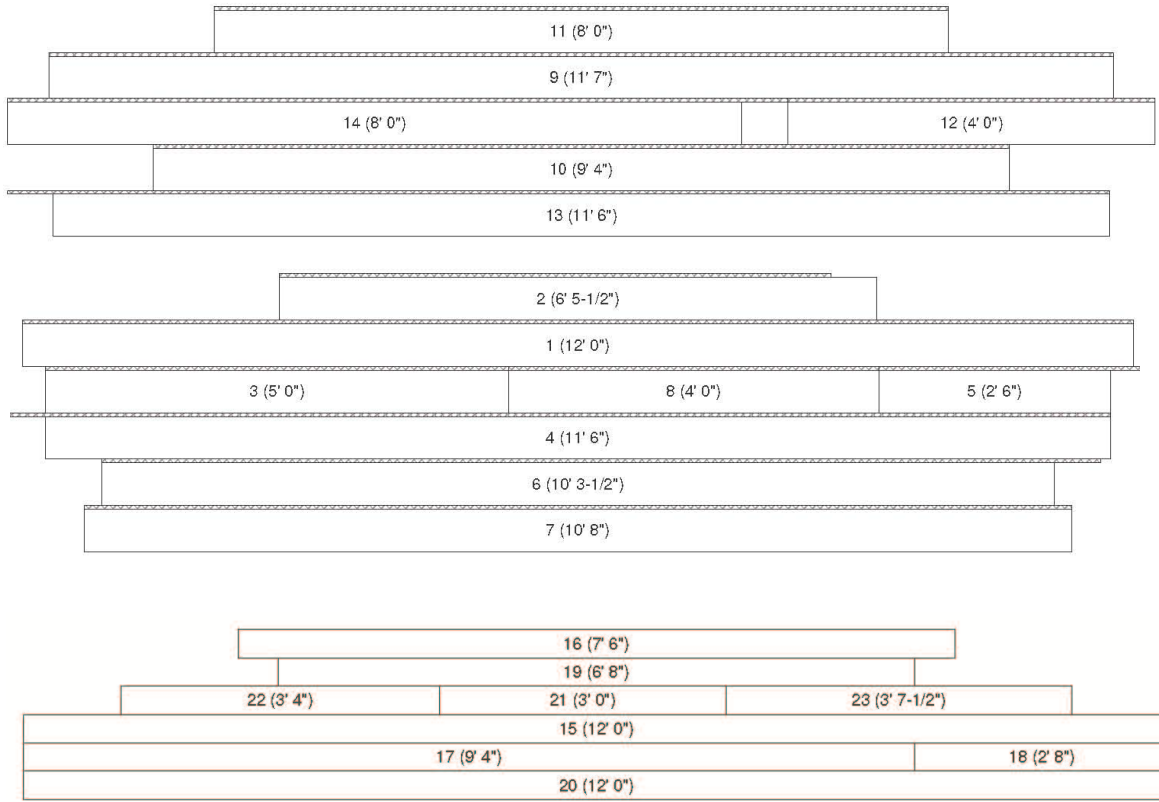 11 (8' 0")
9 (11' 7")
14 (8' 0") 12 (4' 0")
10 (9' 4")
13 (11' 6")
2 (6' 5-1/2")
1 (12' 0")
3 (5' 0") 8 (4' 0") 5 (2' 6")
4 (11' 6")
6 (10' 3-1/2")
7 (10' 8")
16 (7' 6")
19 (6' 8")
22 (3' 4") 21 (3' 0") 23 (3' 7-1/2")
15 (12' 0")
17 (9' 4") 18 (2' 8")
20 (12' 0")